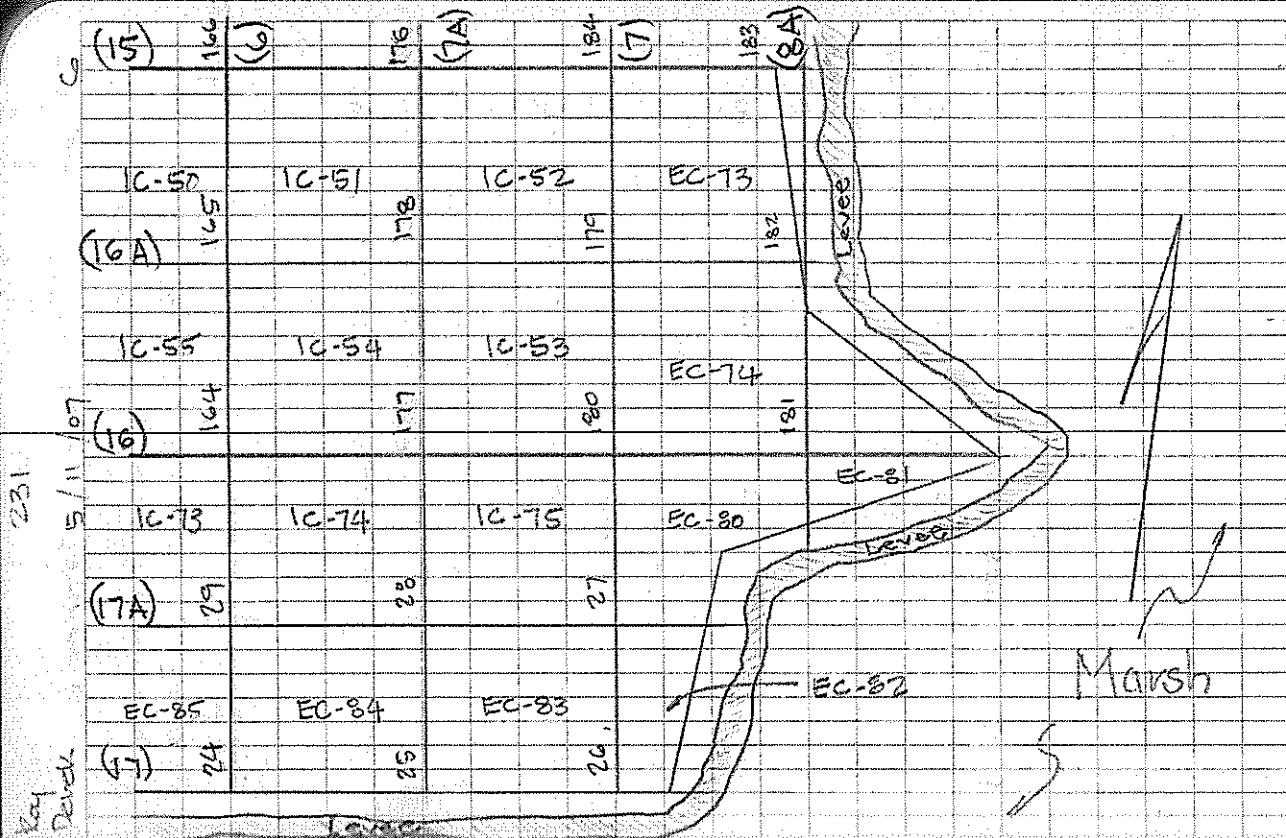 (15) 166 (6) 176 (7A) 184 (7) 183 (8A)
6
IC-50 IC-51 IC-52 EC-73
165 178 179 182
Levee
(16A)
IC-55 IC-54 IC-53 EC-74
164 177 180 181
(16)
EC-81
231
5/11/07
IC-73 IC-74 IC-75 EC-80
Levee
(17A) 29 28 27
N
Marsh
EC-82
EC-85 EC-84 EC-83
(17) 24 25 26
Ray
Derek
Levee